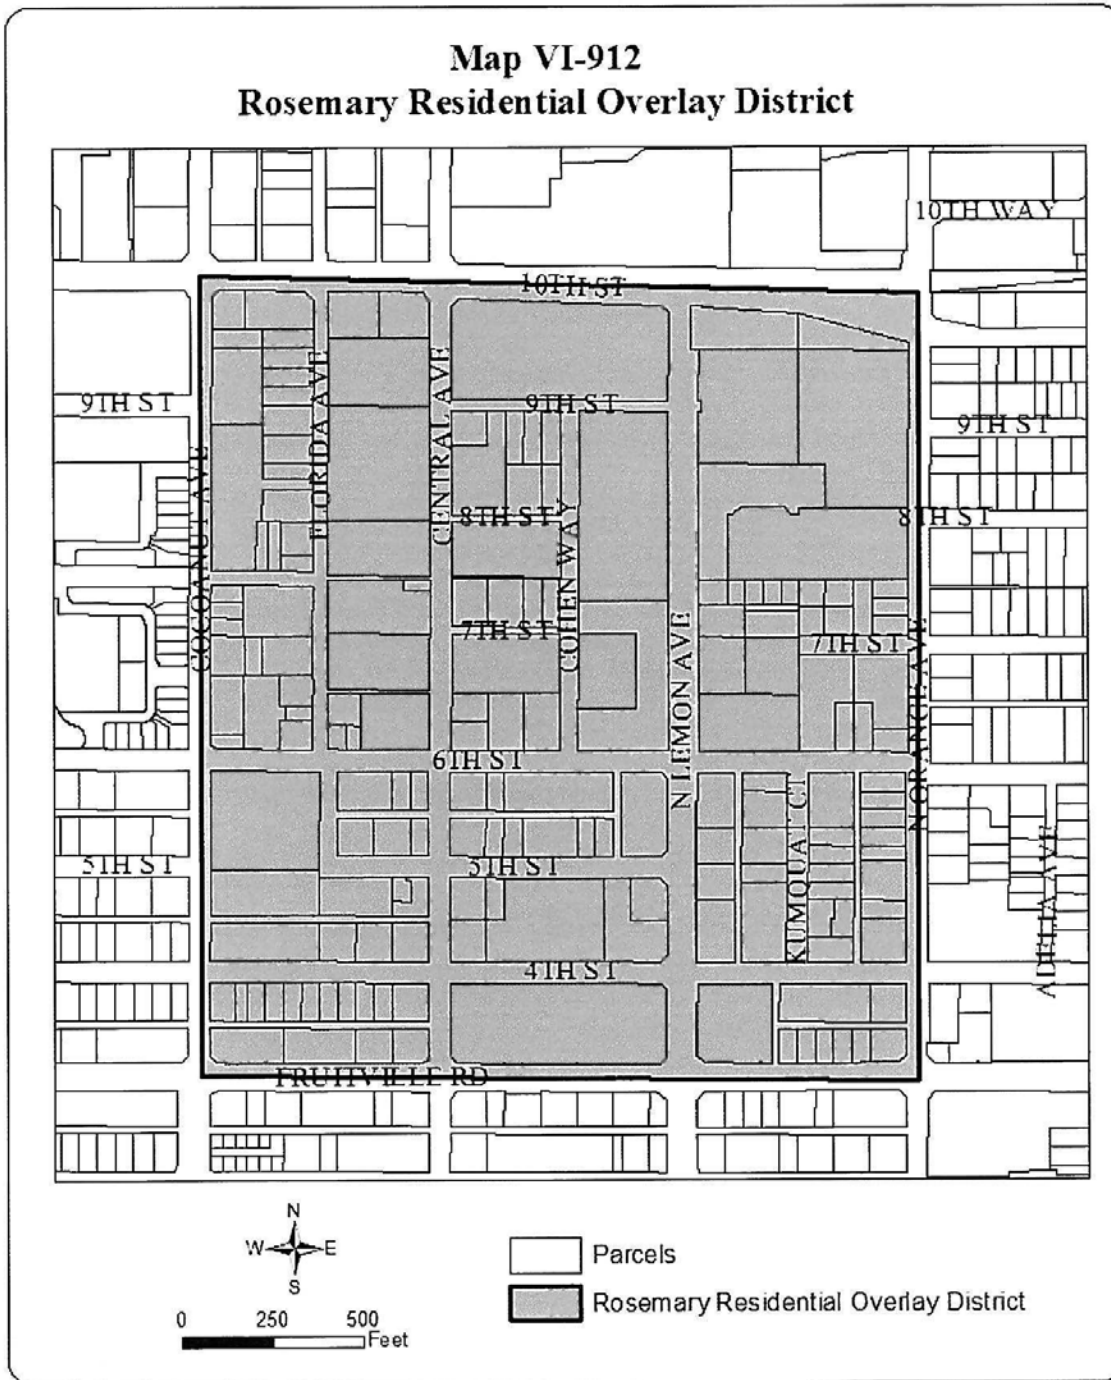 Map VI-912
Rosemary Residential Overlay District
10TH WAY
10TH ST
9TH ST
9TH ST
9TH ST
COCOANUT AVE
FLORIDA AVE
CENTRAL AVE
8TH ST
8TH ST
COHEN WAY
7TH ST
7TH ST
N LEMON AVE
N ORANGE AVE
6TH ST
KUMQUAT CT
5TH ST
5TH ST
ADELIA AVE
4TH ST
FRUITVILLE RD
N
W E
S
0 250 500
Feet
Parcels
Rosemary Residential Overlay District